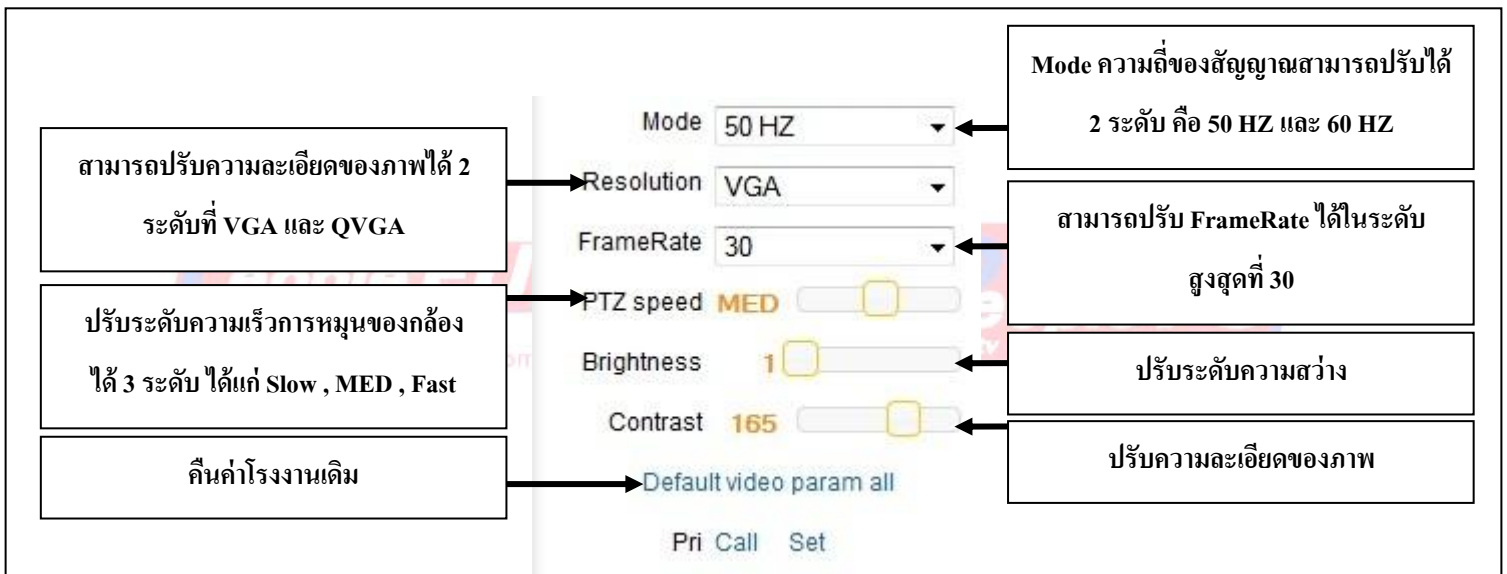 Mode ความถี่ของสัญญาณสามารถปรับได้
2 ระดับ คือ 50 HZ และ 60 HZ
สามารถปรับความละเอียดของภาพได้ 2
ระดับที่ VGA และ QVGA
สามารถปรับ FrameRate ได้ในระดับ
สูงสุดที่ 30
ปรับระดับความเร็วการหมุนของกล้อง
ได้ 3 ระดับ ได้แก่ Slow , MED , Fast
ปรับระดับความสว่าง
คืนค่าโรงงานเดิม
ปรับความละเอียดของภาพ
Mode 50 HZ
Resolution VGA
FrameRate 30
PTZ speed MED
Brightness 1
Contrast 165
Default video param all
Pri Call Set